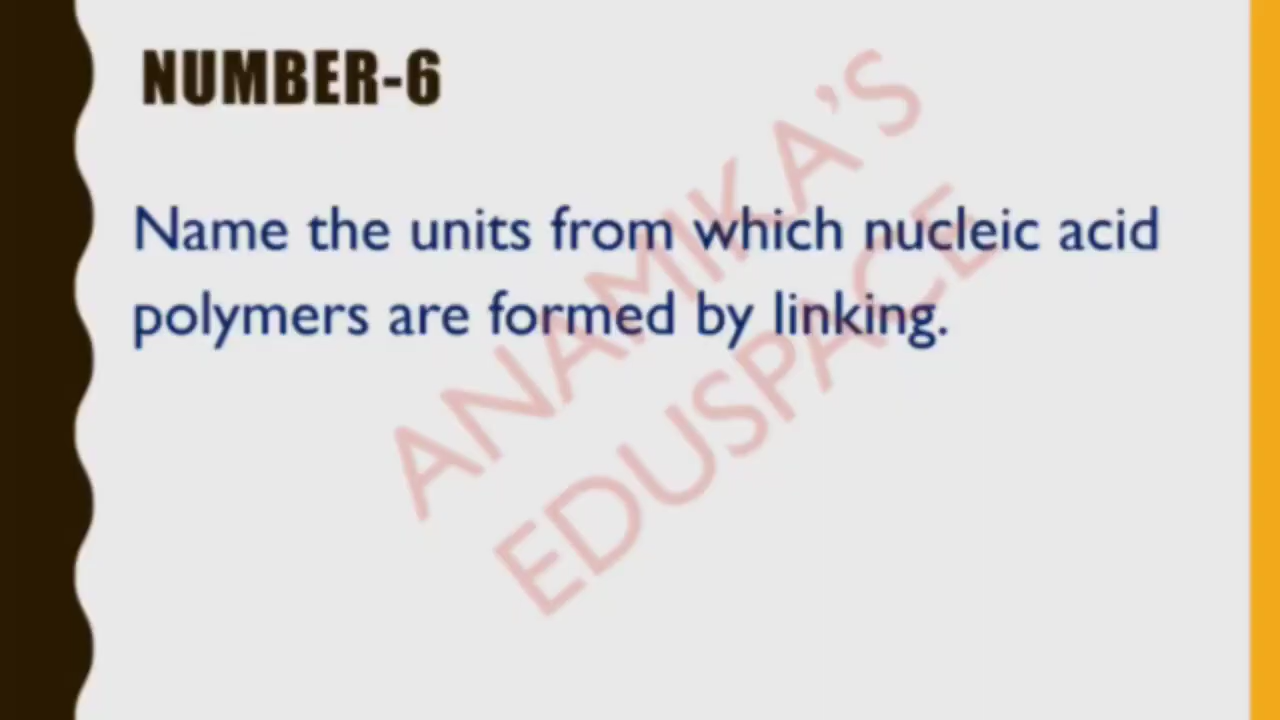 NUMBER-6
Name the units from which nucleic acid
polymers are formed by linking.
ANAMIKA'S
EDUSPACE